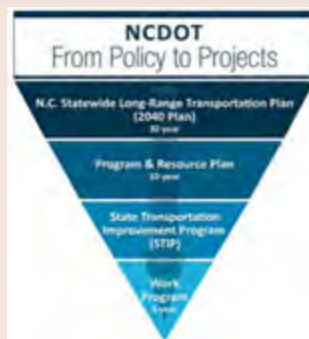 NCDOT
From Policy to Projects
N.C. Statewide Long-Range Transportation Plan
(2040 Plan)
30 year
Program & Resource Plan
10 year
State Transportation
Improvement Program
(STIP)
Work
Program
year